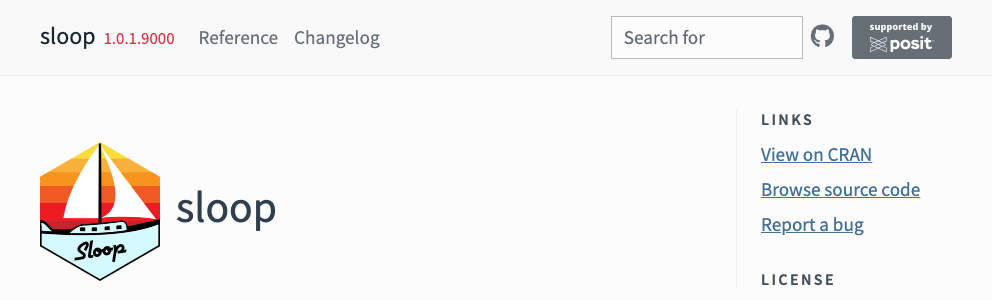 sloop 1.0.1.9000 Reference Changelog Search for supported by posit
LINKS
View on CRAN
Browse source code
Report a bug
LICENSE
sloop
Sloop